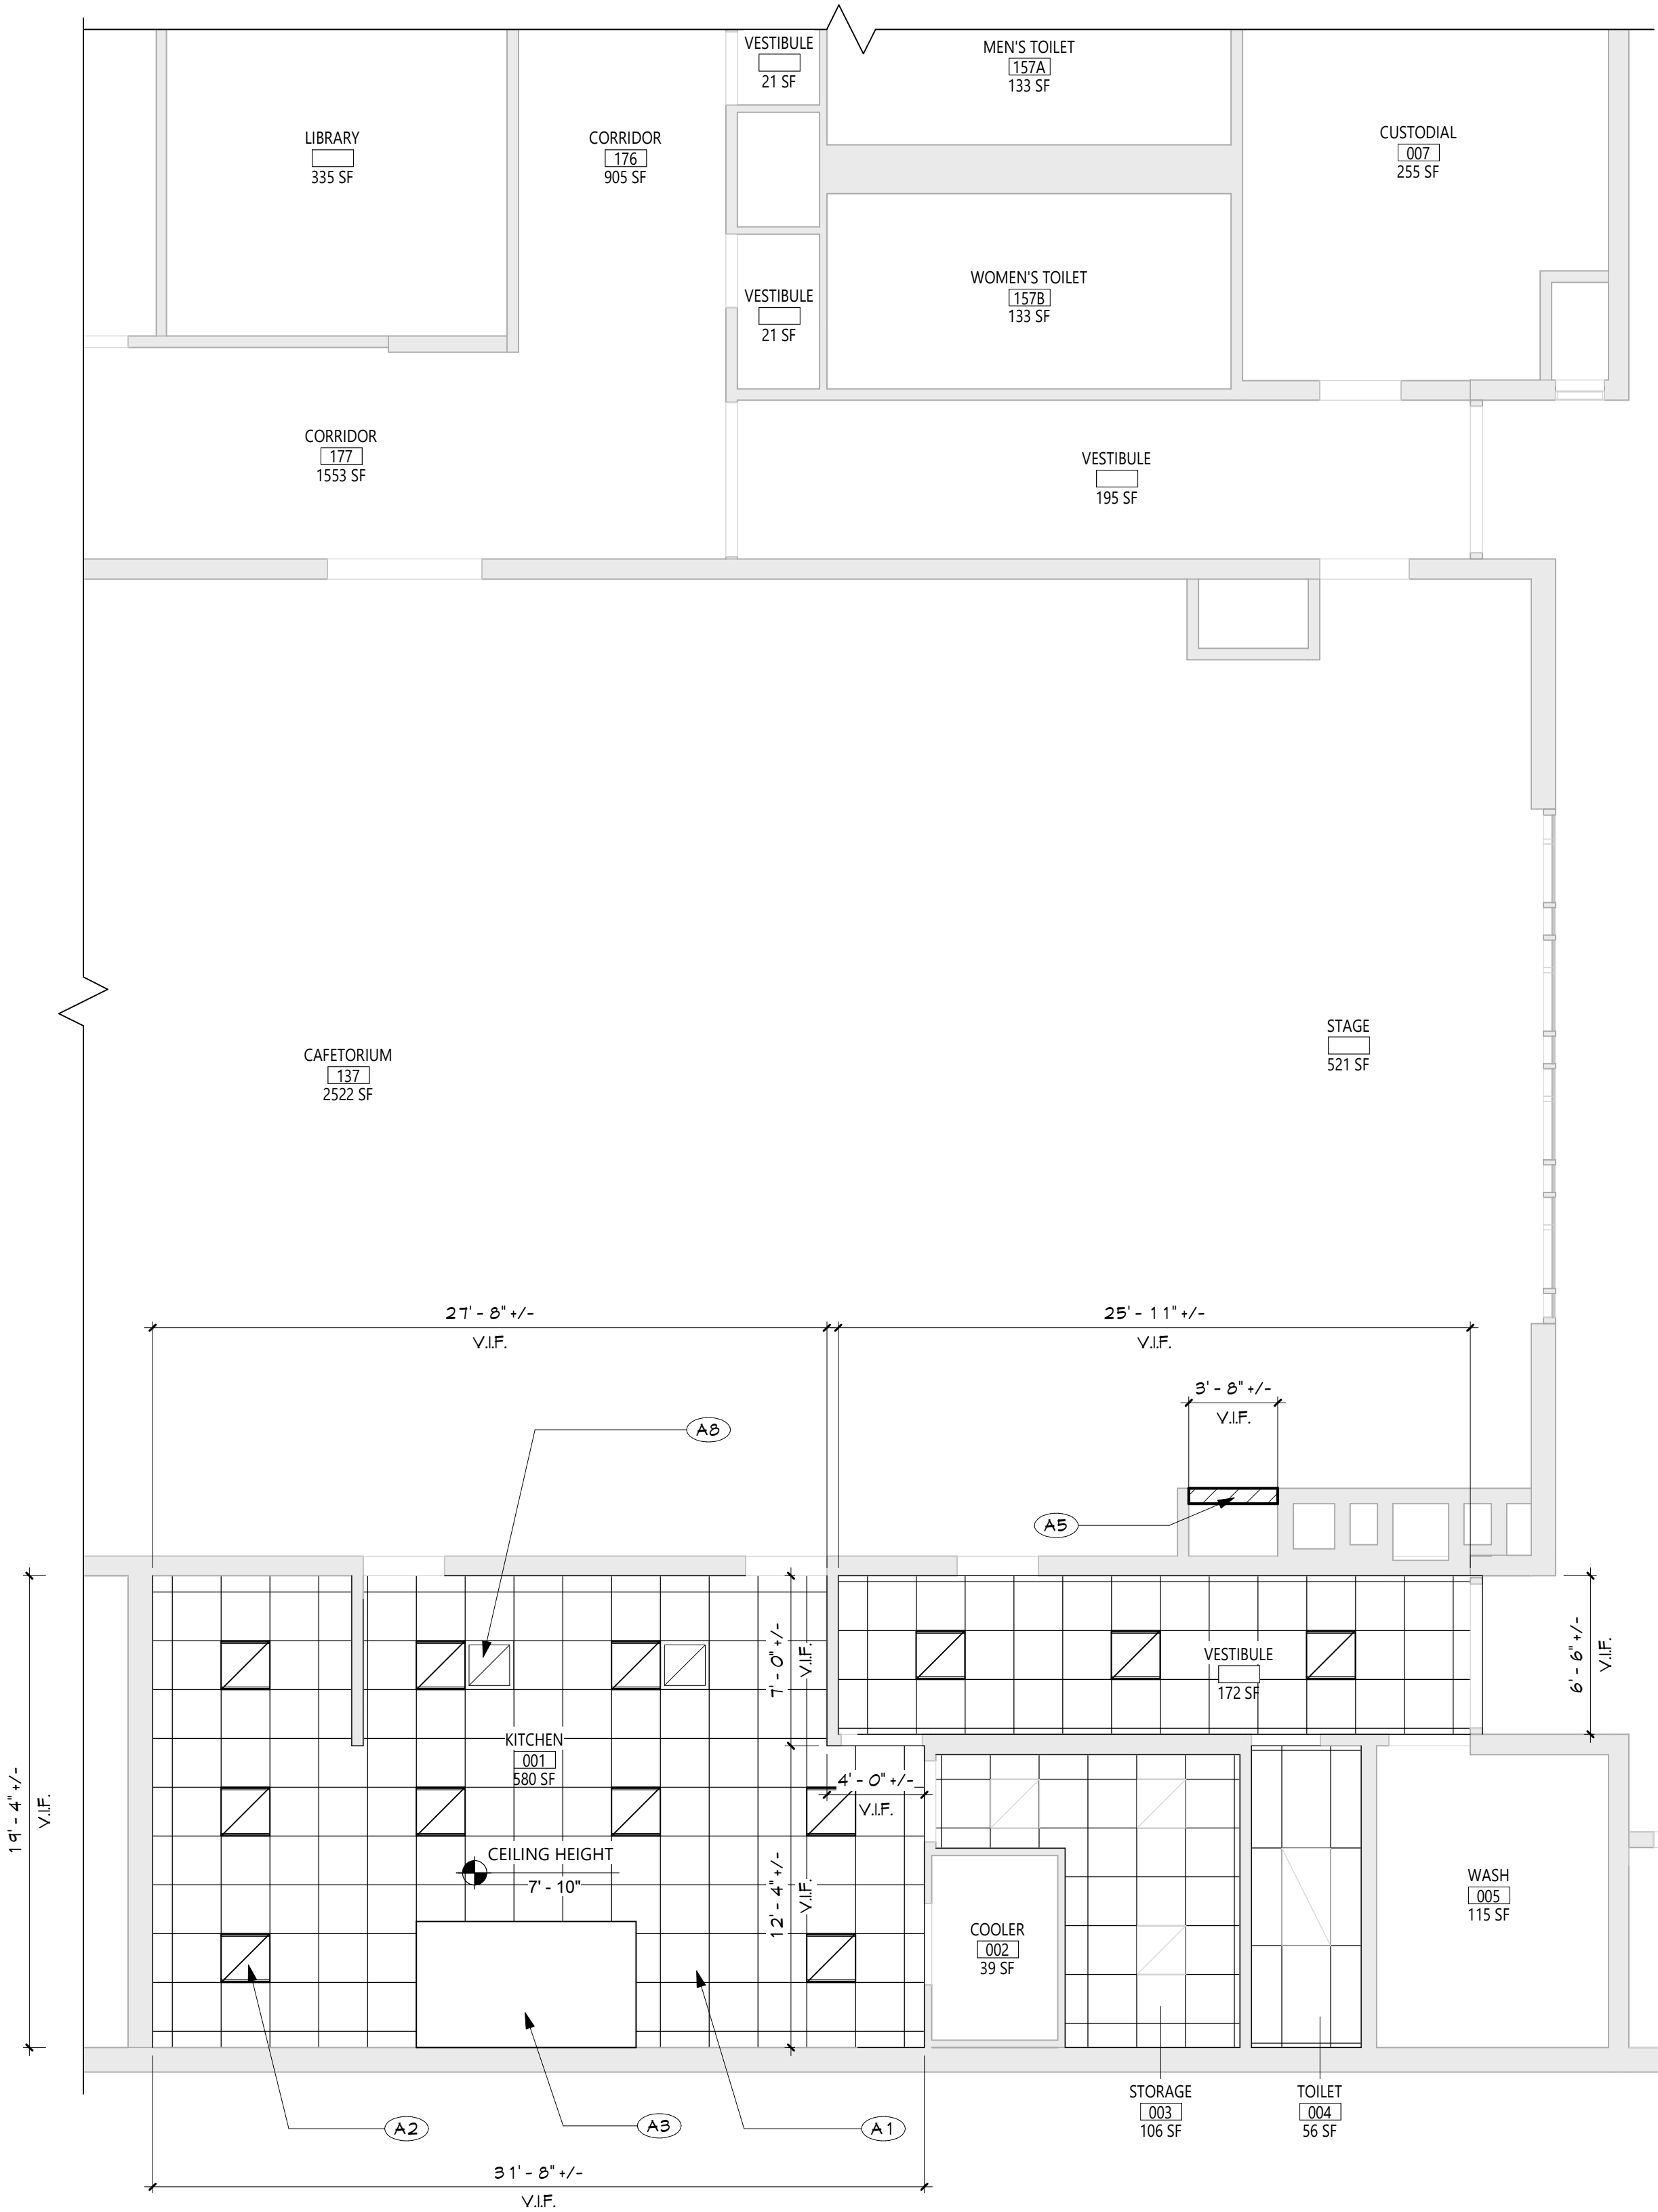 VESTIBULE
21 SF
MEN'S TOILET
157A
133 SF
LIBRARY
335 SF
CORRIDOR
176
905 SF
CUSTODIAL
007
255 SF
VESTIBULE
21 SF
WOMEN'S TOILET
157B
133 SF
CORRIDOR
177
1553 SF
VESTIBULE
195 SF
CAFETORIUM
137
2522 SF
STAGE
521 SF
27' - 8" +/-
V.I.F.
25' - 11" +/-
V.I.F.
3' - 8" +/-
V.I.F.
A8
A5
19' - 4" +/-
V.I.F.
7' - 0" +/-
V.I.F.
VESTIBULE
172 SF
6' - 6" +/-
V.I.F.
KITCHEN
001
580 SF
4' - 0" +/-
V.I.F.
CEILING HEIGHT
7' - 10"
12' - 4" +/-
V.I.F.
COOLER
002
39 SF
WASH
005
115 SF
A2
A3
A1
STORAGE
003
106 SF
TOILET
004
56 SF
31' - 8" +/-
V.I.F.